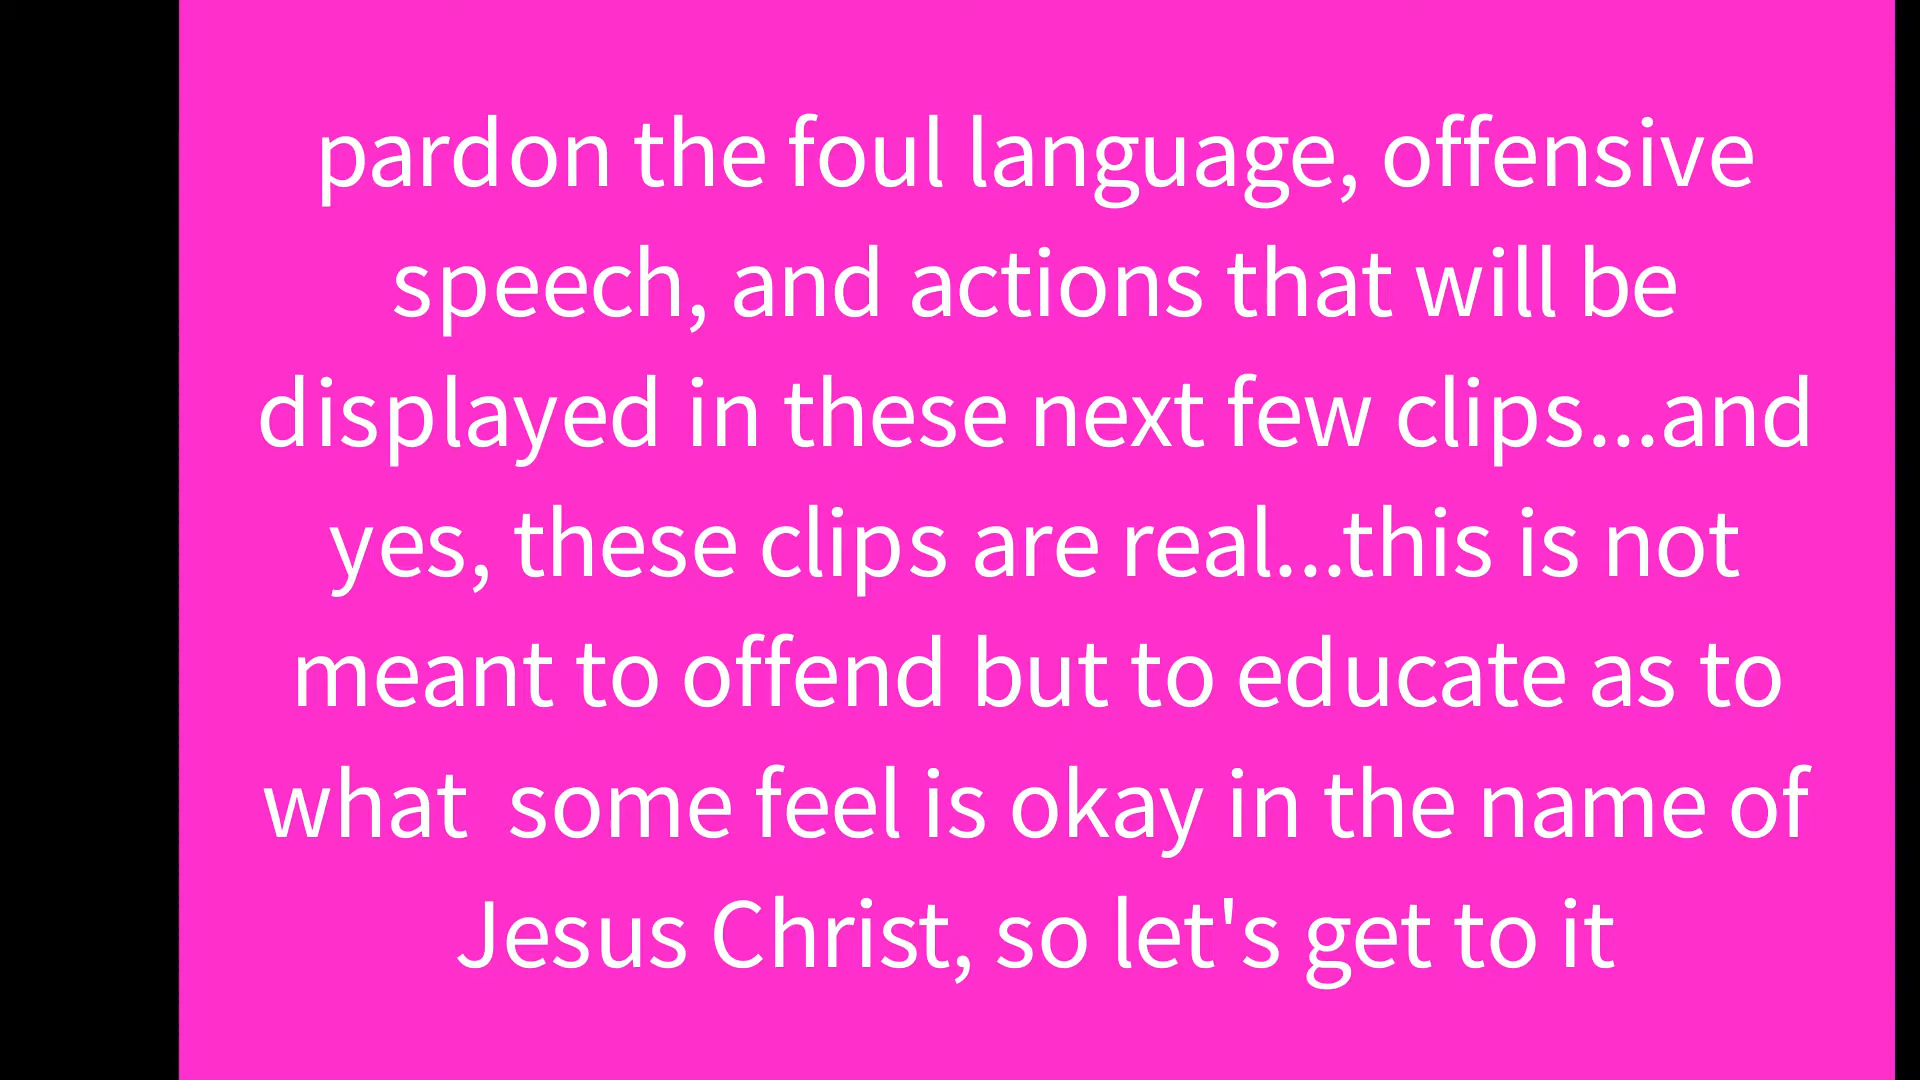 pardon the foul language, offensive
speech, and actions that will be
displayed in these next few clips...and
yes, these clips are real...this is not
meant to offend but to educate as to
what  some feel is okay in the name of
Jesus Christ, so let's get to it